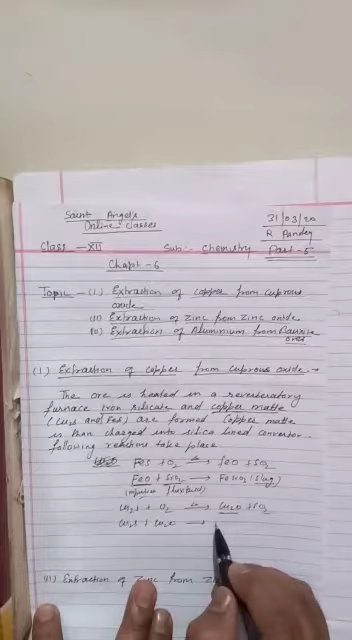 Saint Angels
Online classes
31/03/20
R Pandey
Class - XII
Sub:- Chemistry
Part-5
Chapt-6
Topic - (I) Extraction of copper from cuprous
oxide
(II) Extraction of Zinc from Zinc oxide
(III) Extraction of Aluminium from Bauxite
ores
(I) Extraction of copper from cuprous oxide. →
The ore is heated in a reverberatory
furnace iron silicate and copper matte
(Cu2S and FeS) are formed copper matte
is then charged into silica lined convertor.
following reactions take place
FeS + O2 → FeO + SO2
FeO + SiO2 → FeSiO3 (slag)
(impurities) (flux)
Cu2S + O2 → Cu2O + SO2
Cu2S + Cu2O →
Extraction of Zinc from